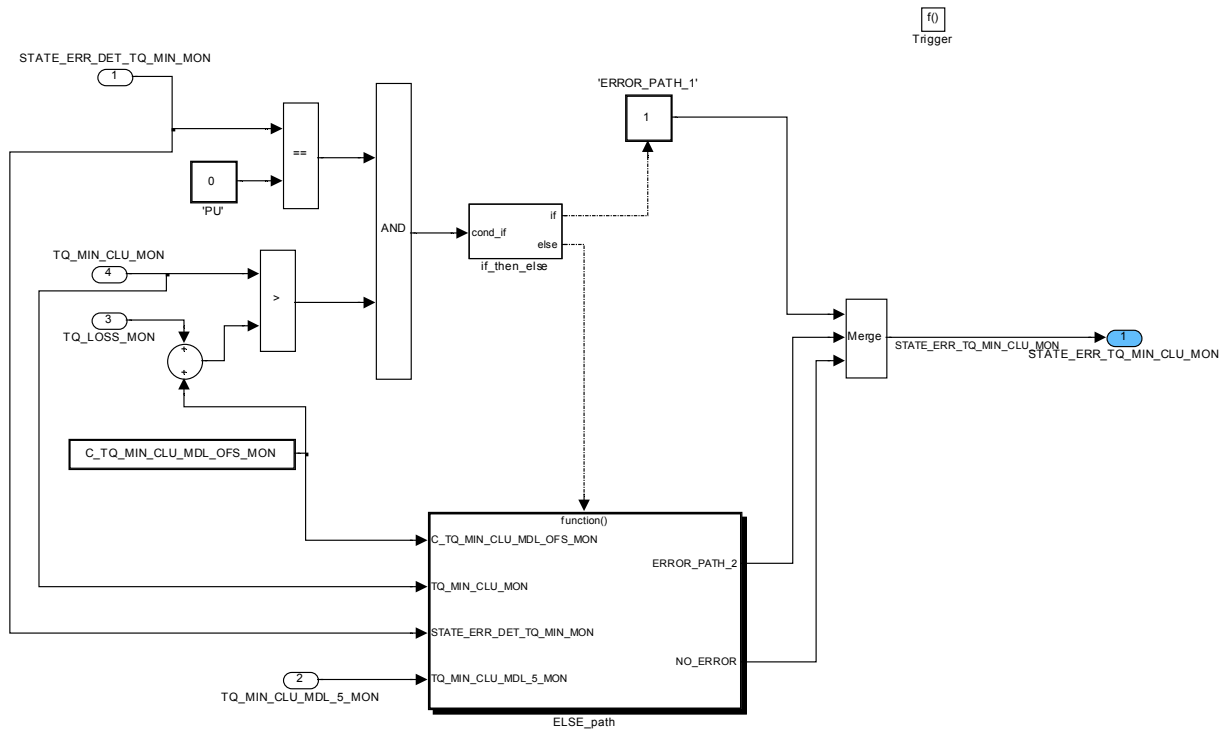 f()
Trigger
STATE_ERR_DET_TQ_MIN_MON
1
'ERROR_PATH_1'
1
==
0
'PU'
AND
if
cond_if
else
if_then_else
TQ_MIN_CLU_MON
4
>
3
TQ_LOSS_MON
+
+
Merge
STATE_ERR_TQ_MIN_CLU_MON
1
STATE_ERR_TQ_MIN_CLU_MON
C_TQ_MIN_CLU_MDL_OFS_MON
function()
C_TQ_MIN_CLU_MDL_OFS_MON
ERROR_PATH_2
TQ_MIN_CLU_MON
STATE_ERR_DET_TQ_MIN_MON
NO_ERROR
TQ_MIN_CLU_MDL_5_MON
2
TQ_MIN_CLU_MDL_5_MON
ELSE_path